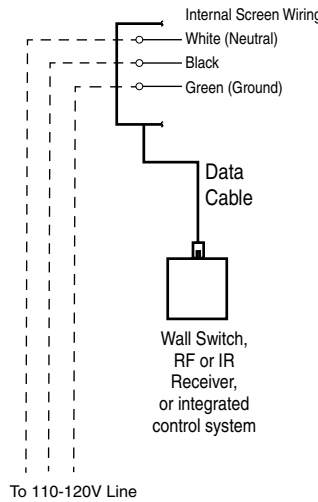 Internal Screen Wiring
White (Neutral)
Black
Green (Ground)
Data
Cable
Wall Switch,
RF or IR
Receiver,
or integrated
control system
To 110-120V Line